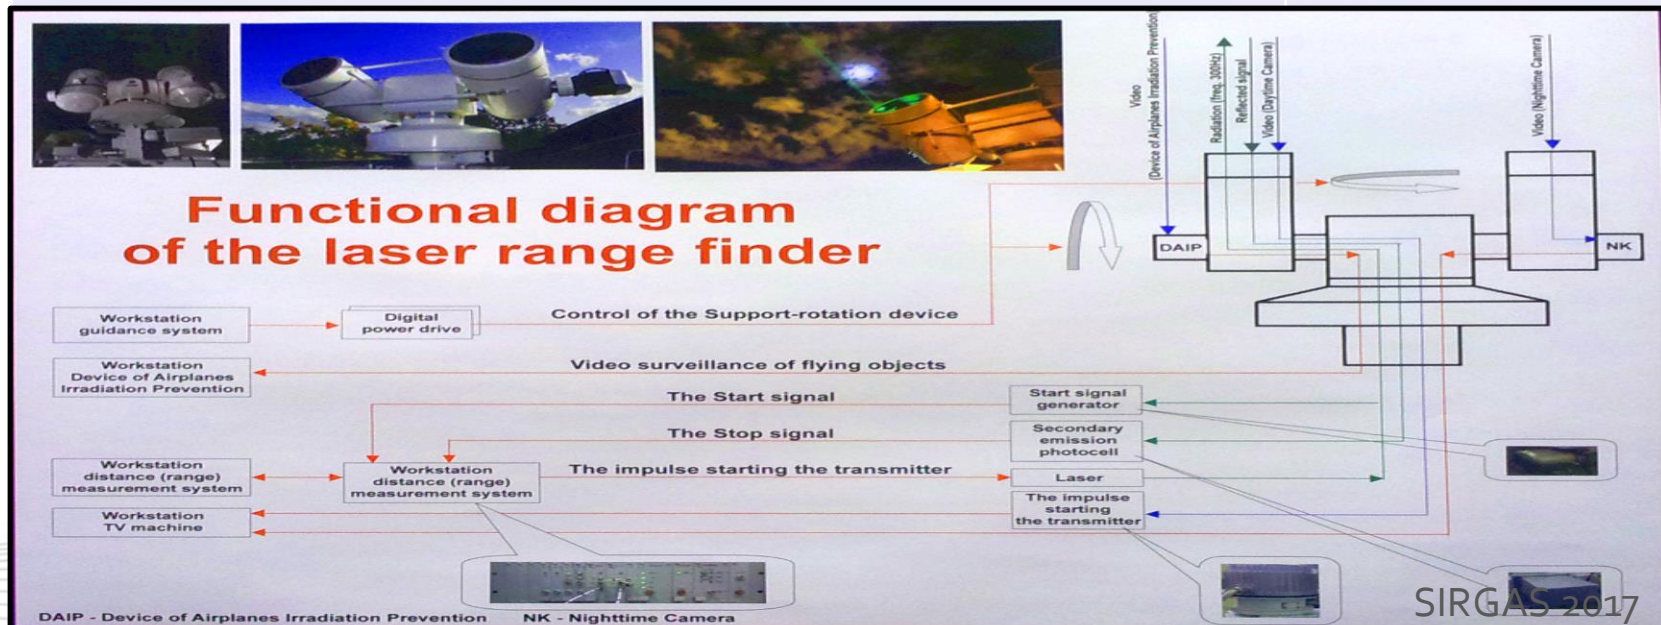 Video
(Device of Airplanes Irradiation Prevention)
Radiation (freq. 300Hz)
Reflected signal
Video (Daytime Camera)
Video (Nighttime Camera)
Functional diagram
of the laser range finder
DAIP
NK
Workstation
guidance system
Digital
power drive
Control of the Support-rotation device
Workstation
Device of Airplanes
Irradiation Prevention
Video surveillance of flying objects
The Start signal
Start signal
generator
The Stop signal
Secondary
emission
photocell
Workstation
distance (range)
measurement system
Workstation
distance (range)
measurement system
The impulse starting the transmitter
Laser
Workstation
TV machine
The impulse
starting
the transmitter
DAIP - Device of Airplanes Irradiation Prevention
NK - Nighttime Camera
SIRGAS 2017